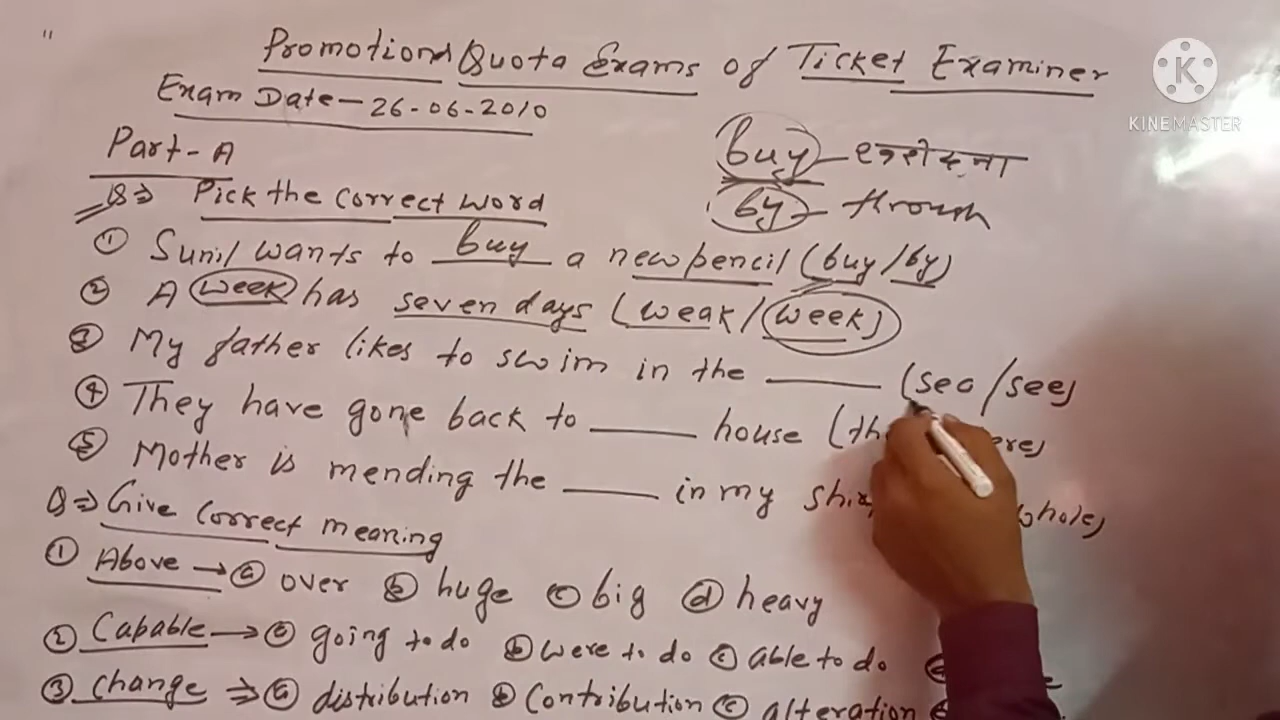 Promotion Quota Exams of Ticket Examiner
K
KINEMASTER
Exam Date - 26-06-2010
Part-A
buy - खरीदना
by - through
Q⇒ Pick the correct word
① Sunil wants to buy a new pencil (buy/by)
② A week has seven days (weak/week)
③ My father likes to swim in the ______ (sea/see)
④ They have gone back to ______ house (
⑤ Mother is mending the ______ in my
Q⇒ Give correct meaning
① Above → ⓐ over ⓑ huge ⓒ big ⓓ heavy
② Capable → ⓐ going to do ⓑ were to do ⓒ able to do
③ change ⇒ ⓐ distribution ⓑ contribution ⓒ alteration